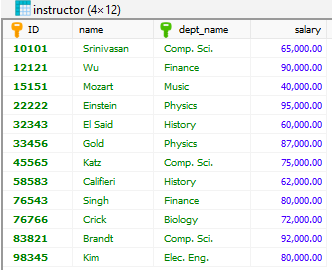 instructor (4×12)
ID name dept_name salary
10101 Srinivasan Comp. Sci. 65,000.00
12121 Wu Finance 90,000.00
15151 Mozart Music 40,000.00
22222 Einstein Physics 95,000.00
32343 El Said History 60,000.00
33456 Gold Physics 87,000.00
45565 Katz Comp. Sci. 75,000.00
58583 Califieri History 62,000.00
76543 Singh Finance 80,000.00
76766 Crick Biology 72,000.00
83821 Brandt Comp. Sci. 92,000.00
98345 Kim Elec. Eng. 80,000.00